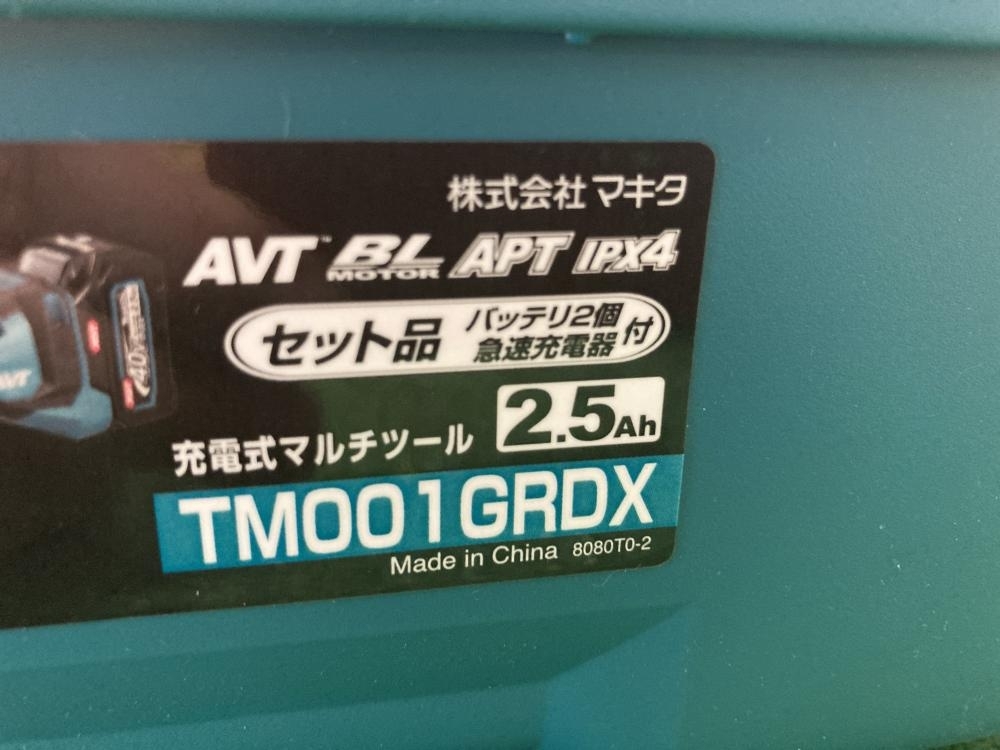 株式会社マキタ
AVT™ BL MOTOR APT IPX4
セット品 バッテリ2個 急速充電器 付
2.5Ah
充電式マルチツール
TM001GRDX
Made in China 8080T0-2
40V
AVT